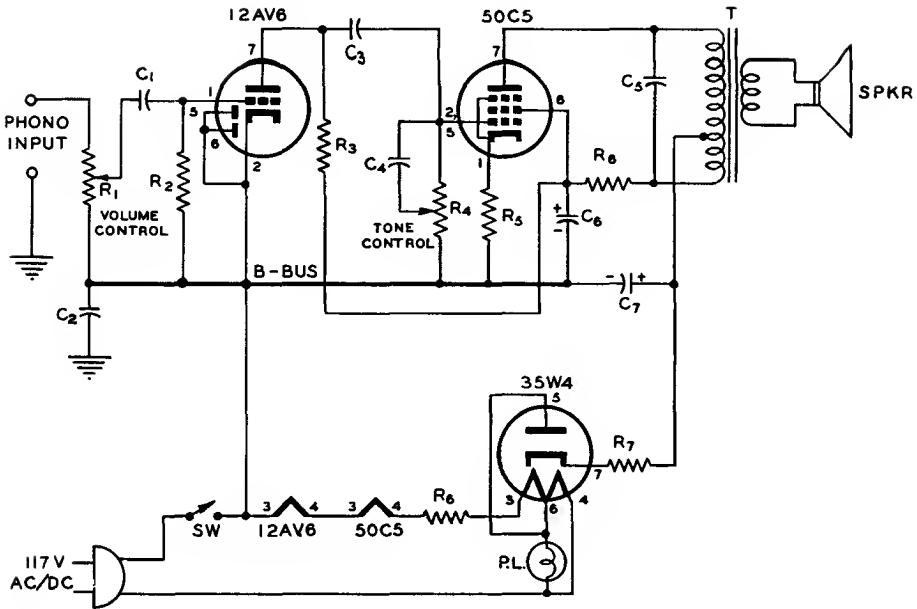 12AV6
50C5
T
C3
7
7
C1
1
5
6
2
PHONO
INPUT
R1
R2
VOLUME
CONTROL
R3
C4
2
5
1
6
C5
SPKR
R6
R4
R5
C6
+
-
TONE
CONTROL
B-BUS
- +
C7
C2
35W4
5
R7
7
3
6
4
R6
SW
3 4
12AV6
3 4
50C5
117V
AC/DC
P.L.